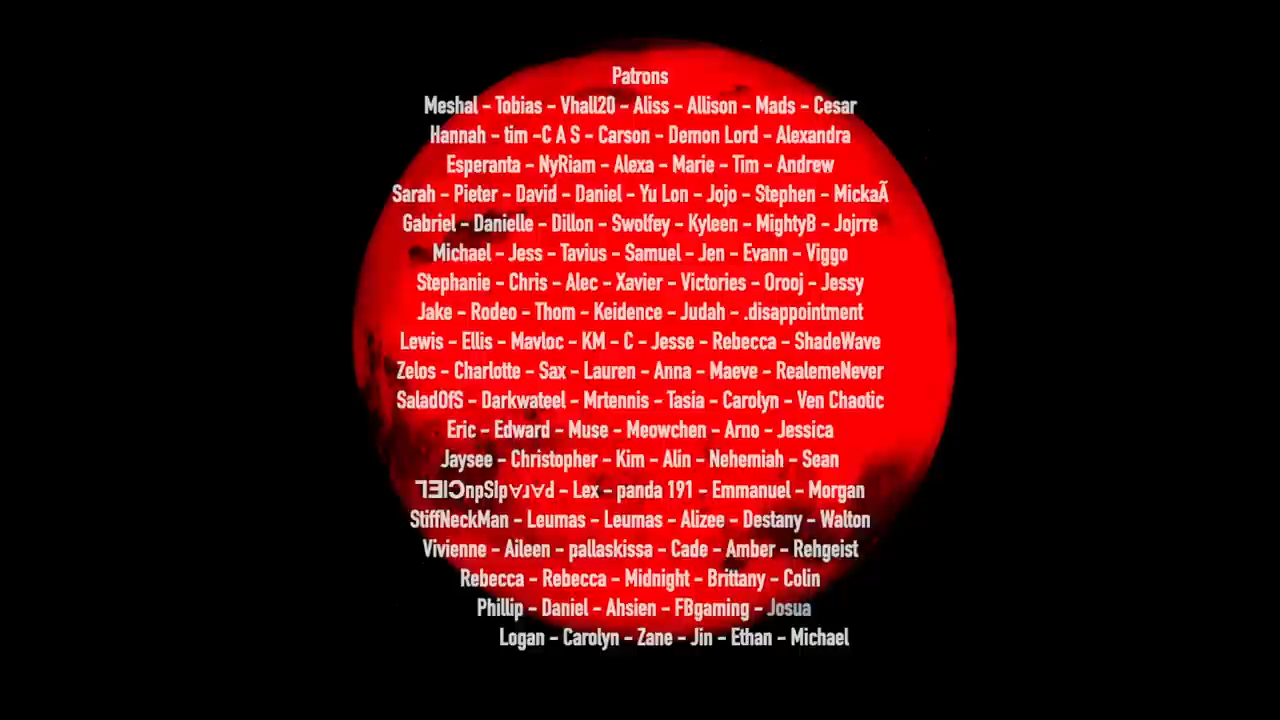 Patrons
Meshal - Tobias - Vhall20 - Aliss - Allison - Mads - Cesar
Hannah - tim -C A S - Carson - Demon Lord - Alexandra
Esperanta - NyRiam - Alexa - Marie - Tim - Andrew
Sarah - Pieter - David - Daniel - Yu Lon - Jojo - Stephen - MickaÃ
Gabriel - Danielle - Dillon - Swolfey - Kyleen - MightyB - Jojrre
Michael - Jess - Tavius - Samuel - Jen - Evann - Viggo
Stephanie - Chris - Alec - Xavier - Victories - Orooj - Jessy
Jake - Rodeo - Thom - Keidence - Judah - .disappointment
Lewis - Ellis - Mavloc - KM - C - Jesse - Rebecca - ShadeWave
Zelos - Charlotte - Sax - Lauren - Anna - Maeve - RealemeNever
SaladOfS - Darkwateel - Mrtennis - Tasia - Carolyn - Ven Chaotic
Eric - Edward - Muse - Meowchen - Arno - Jessica
Jaysee - Christopher - Kim - Alín - Nehemiah - Sean
⅂ƎIƆnpSIp∀ɹ∀d - Lex - panda 191 - Emmanuel - Morgan
StiffNeckMan - Leumas - Leumas - Alizee - Destany - Walton
Vivienne - Aileen - pallaskissa - Cade - Amber - Rehgeist
Rebecca - Rebecca - Midnight - Brittany - Colin
Phillip - Daniel - Ahsien - FBgaming - Josua
Logan - Carolyn - Zane - Jin - Ethan - Michael